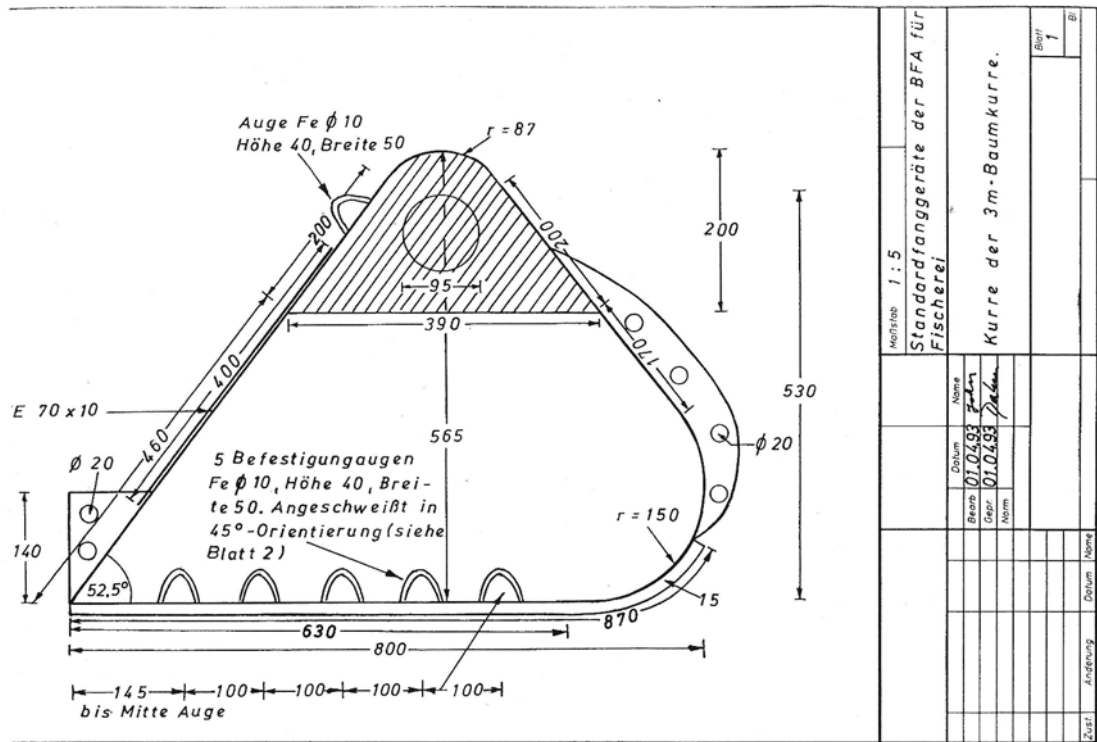 Auge Fe ϕ 10
Höhe 40, Breite 50
r = 87
200
200
200
95
390
400
170
530
E 70 x 10
460
565
5 Befestigungaugen
Fe ϕ 10, Höhe 40, Brei-
te 50. Angeschweißt in
45°-Orientierung (siehe
Blatt 2)
Ø 20
ϕ 20
140
r = 150
52,5°
15
870
630
800
145 100 100 100 100
bis Mitte Auge
Maßstab 1 : 5
Standardfanggeräte der BFA für
Fischerei
Kurre der 3m-Baumkurre.
Blatt
1
Bl.
Datum Name
Bearb 01.04.93
Gepr. 01.04.93
Norm
Zust. Änderung Datum Name